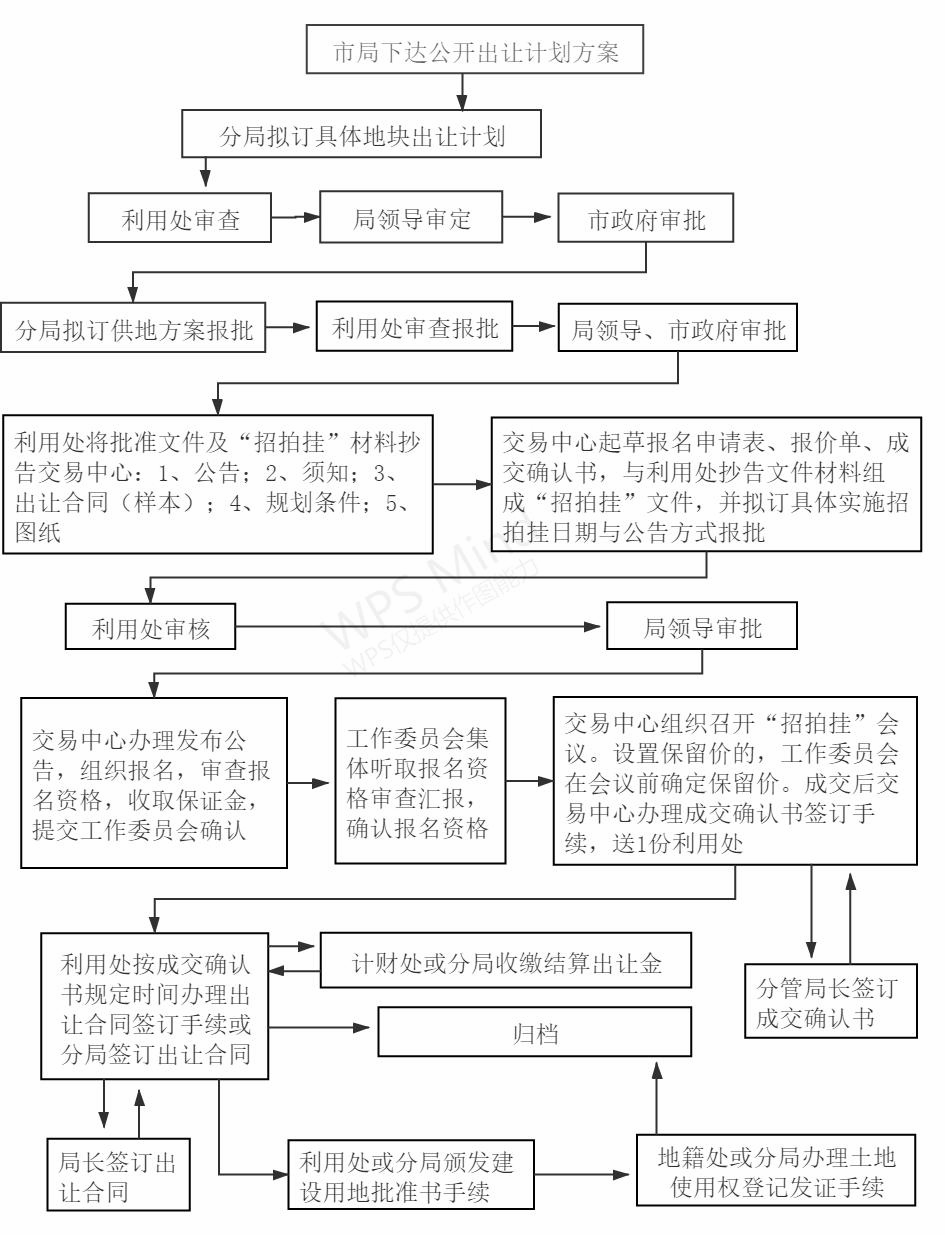 市局下达公开出让计划方案
分局拟订具体地块出让计划
利用处审查
局领导审定
市政府审批
分局拟订供地方案报批
利用处审查报批
局领导、市政府审批
利用处将批准文件及“招拍挂”材料抄
告交易中心：1、公告；2、须知；3、
出让合同（样本）；4、规划条件；5、
图纸
交易中心起草报名申请表、报价单、成
交确认书，与利用处抄告文件材料组
成“招拍挂”文件，并拟订具体实施招
拍挂日期与公告方式报批
WPS Mind
WPS仅提供作图能力
利用处审核
局领导审批
交易中心办理发布公
告，组织报名，审查报
名资格，收取保证金，
提交工作委员会确认
工作委员会集
体听取报名资
格审查汇报，
确认报名资格
交易中心组织召开“招拍挂”会
议。设置保留价的，工作委员会
在会议前确定保留价。成交后交
易中心办理成交确认书签订手
续，送1份利用处
利用处按成交确认
书规定时间办理出
让合同签订手续或
分局签订出让合同
计财处或分局收缴结算出让金
分管局长签订
成交确认书
归档
局长签订出
让合同
利用处或分局颁发建
设用地批准书手续
地籍处或分局办理土地
使用权登记发证手续